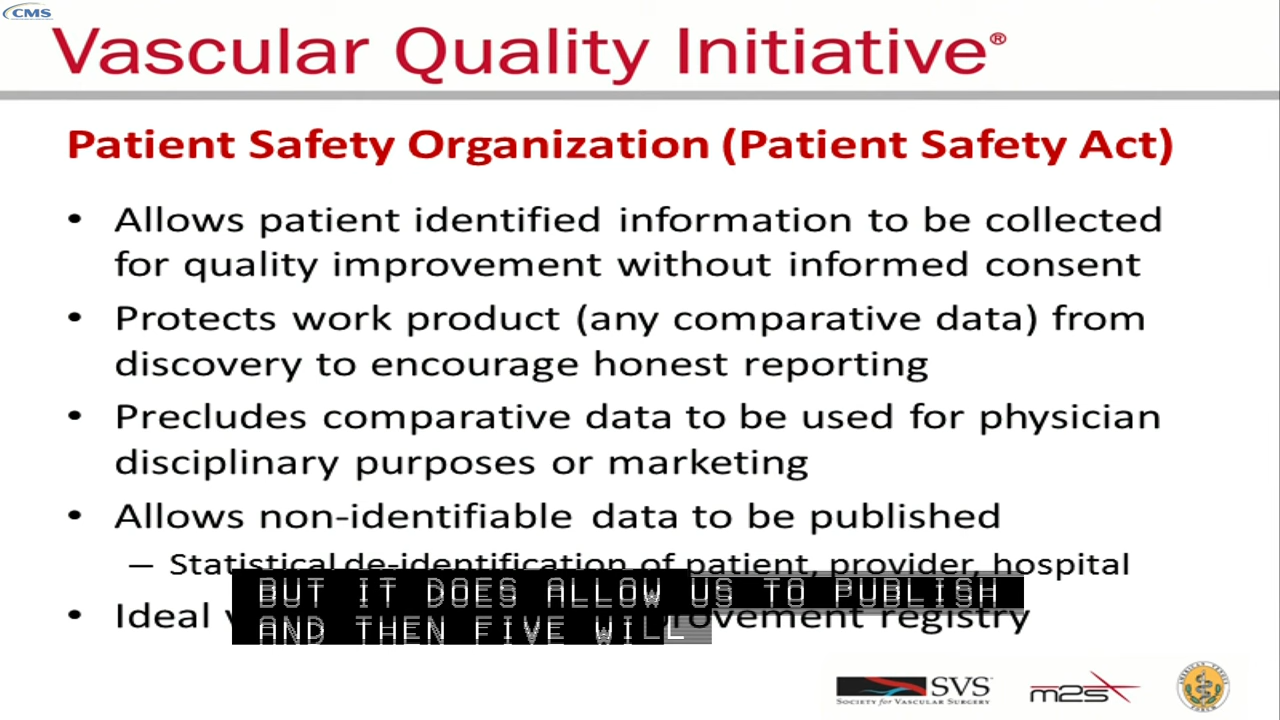 CMS
Vascular Quality Initiative®
Patient Safety Organization (Patient Safety Act)
• Allows patient identified information to be collected
for quality improvement without informed consent
• Protects work product (any comparative data) from
discovery to encourage honest reporting
• Precludes comparative data to be used for physician
disciplinary purposes or marketing
• Allows non-identifiable data to be published
– Statistical de-identification of patient, provider, hospital
BUT IT DOES ALLOW US TO PUBLISH
• Ideal registry
AND THEN FIVE WILL
SVS
SOCIETY for VASCULAR SURGERY
m2s